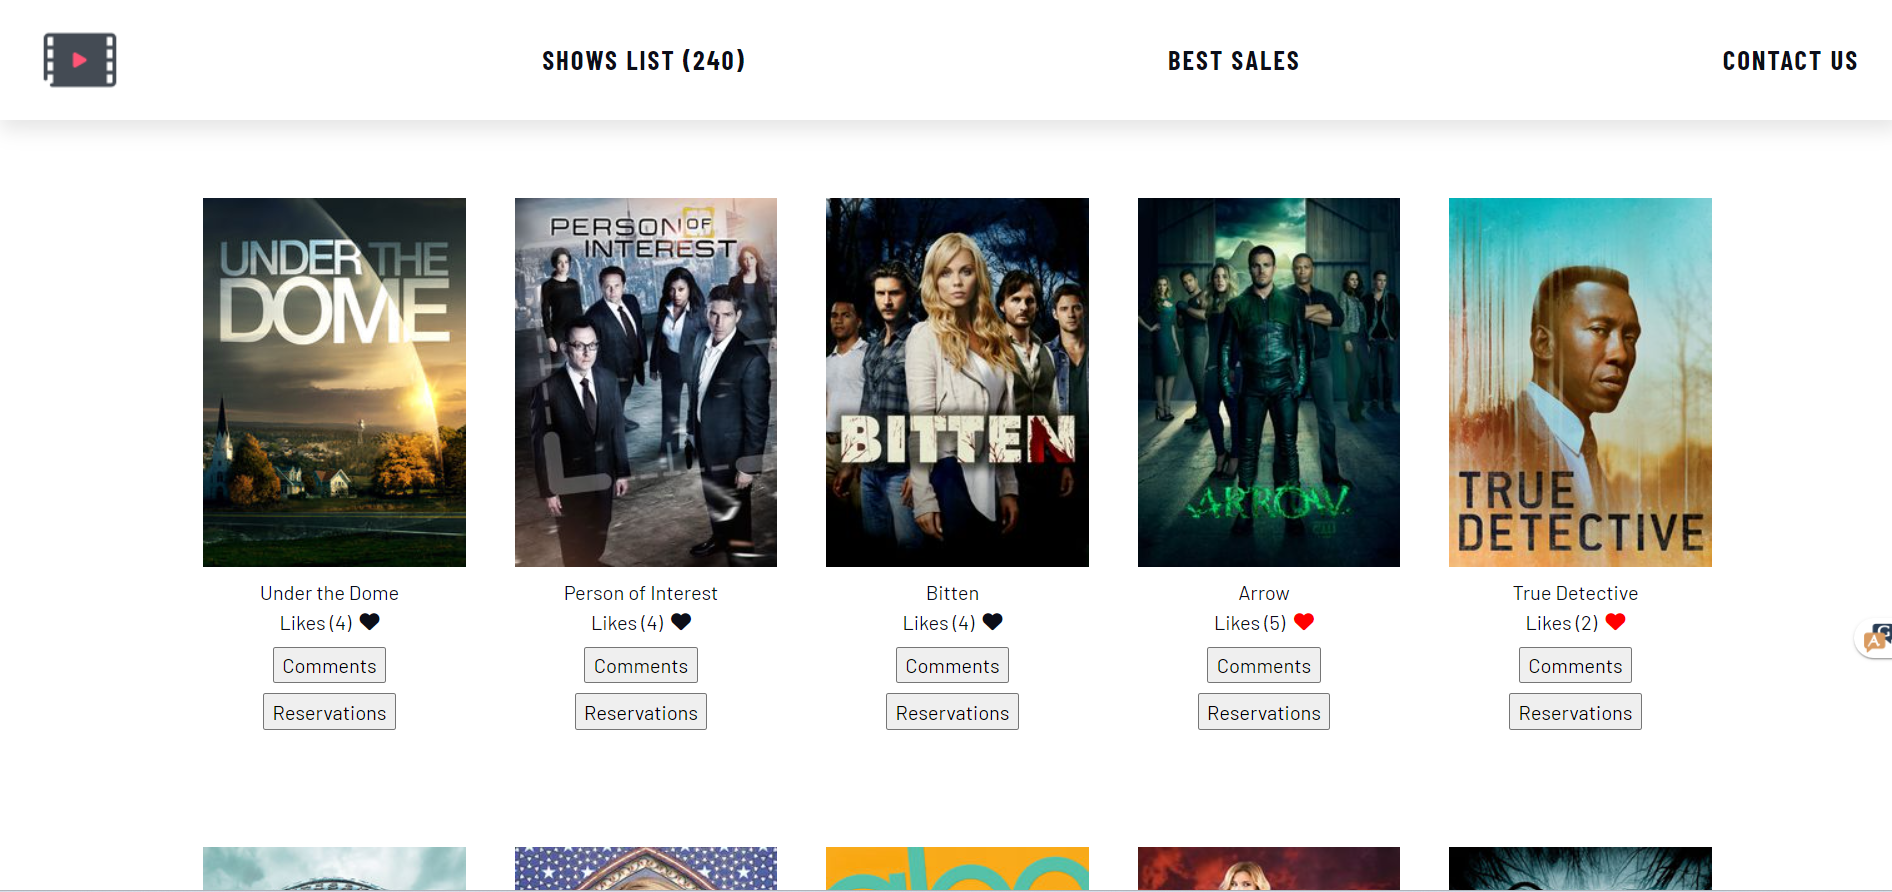 SHOWS LIST (240)
BEST SALES
CONTACT US
UNDER THE
DOME
PERSON OF
INTEREST
BITTEN
ARROW
TRUE
DETECTIVE
Under the Dome
Likes (4)
Comments
Reservations
Person of Interest
Likes (4)
Comments
Reservations
Bitten
Likes (4)
Comments
Reservations
Arrow
Likes (5)
Comments
Reservations
True Detective
Likes (2)
Comments
Reservations
A G
glee